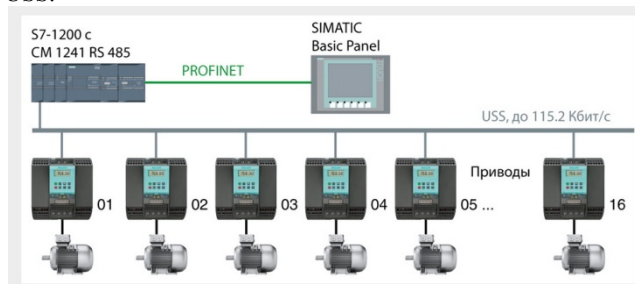 USS.
S7-1200 с
CM 1241 RS 485
SIMATIC
Basic Panel
PROFINET
USS, до 115.2 Кбит/с
Приводы
01
02
03
04
05 ...
16